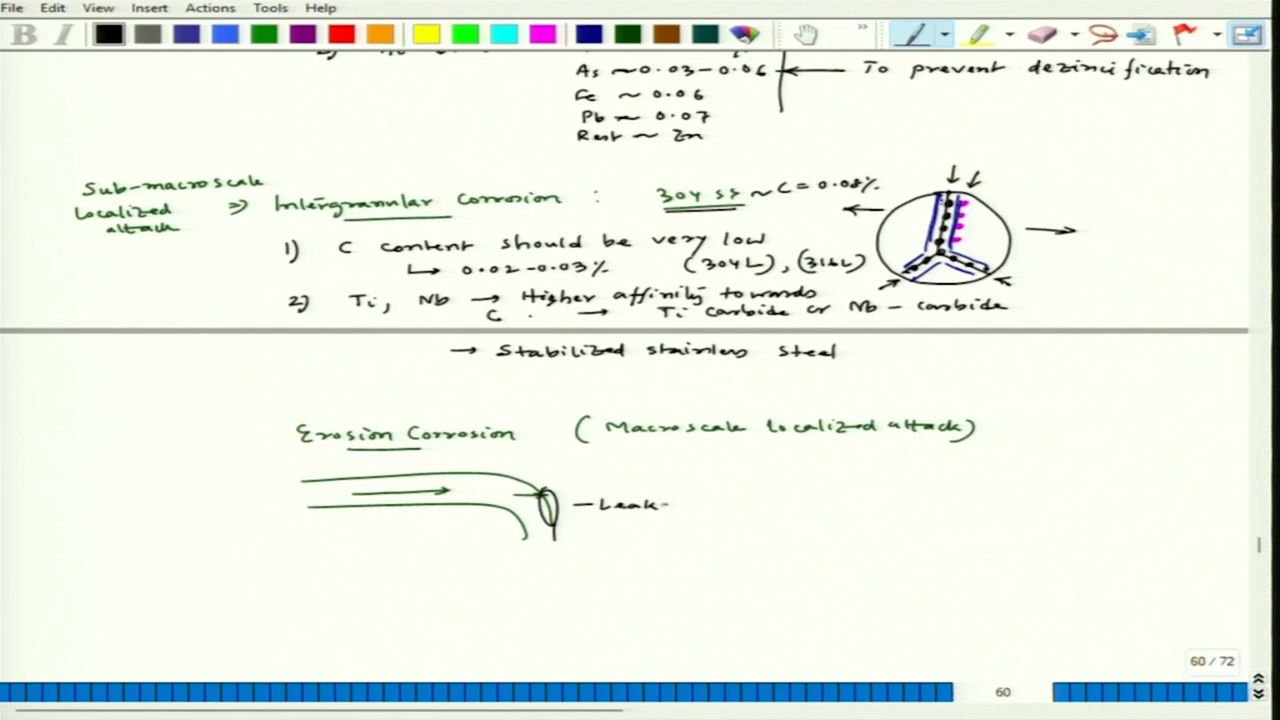 File Edit View Insert Actions Tools Help
B I
As ~0.03-0.06 ← To prevent dezincification
Fe ~ 0.06
Pb ~ 0.07
Rest ~ Zn
Sub-macroscale localized attack ⇒ Intergranular Corrosion : 304 SS ~ C = 0.08%
1) C content should be very low
↳ 0.02-0.03% (304L), (316L)
2) Ti, Nb → Higher affinity towards
C → Ti carbide or Nb-carbide
→ Stabilized stainless steel
Erosion Corrosion (Macroscale localized attack)
- Leak-
60 / 72
60